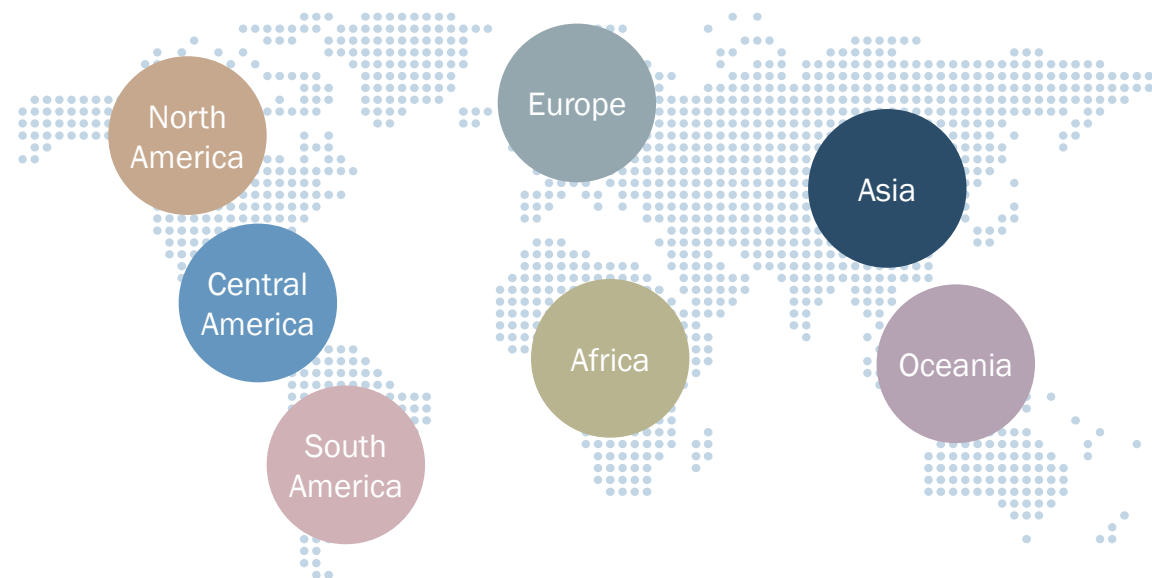 North
America
Europe
Asia
Central
America
Africa
Oceania
South
America